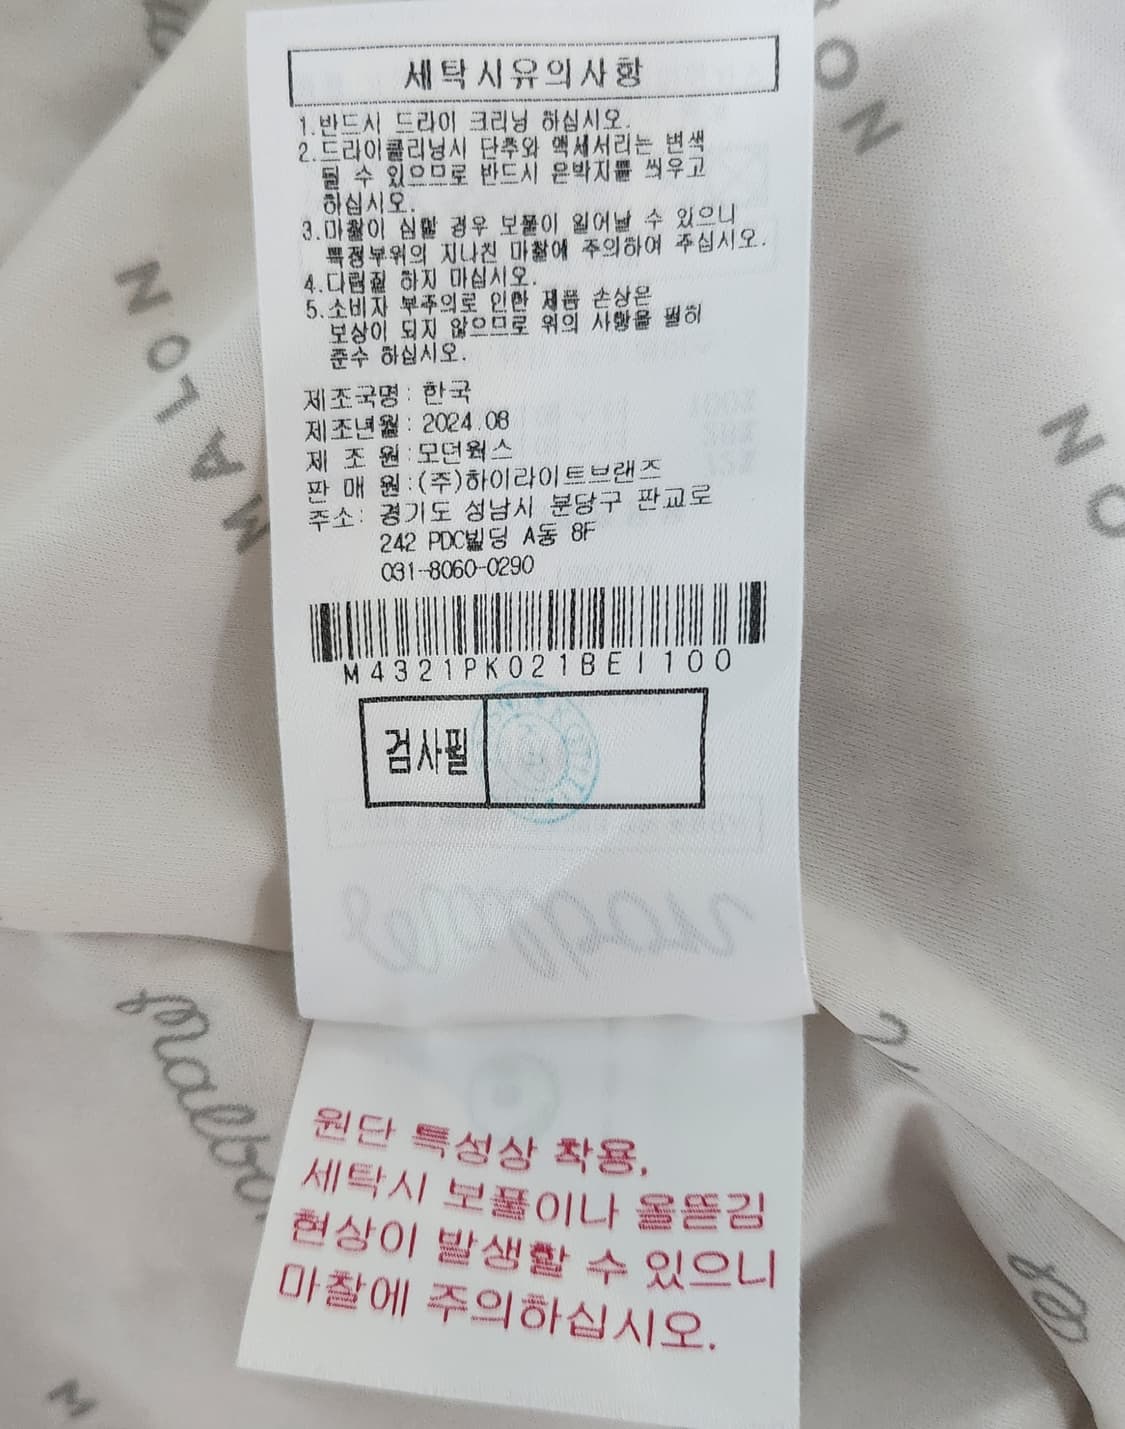 세탁시유의사항
1.반드시 드라이 크리닝 하십시오.
2.드라이클리닝시 단추와 액세서리는 변색
될 수 있으므로 반드시 은박지를 씌우고
하십시오.
3.마찰이 심할 경우 보풀이 일어날 수 있으니
특정부위의 지나친 마찰에 주의하여 주십시오.
4.다림질 하지 마십시오.
5.소비자 부주의로 인한 제품 손상은
보상이 되지 않으므로 위의 사항을 필히
준수 하십시오.
제조국명: 한국
제조년월: 2024.08
제 조 원:모던웍스
판 매 원:(주)하이라이트브랜즈
주소: 경기도 성남시 분당구 판교로
242 PDC빌딩 A동 8F
031-8060-0290
M4321PK021BEI100
검사필
원단 특성상 착용,
세탁시 보풀이나 올뜯김
현상이 발생할 수 있으니
마찰에 주의하십시오.
MALON
malbon
ON
NO
M